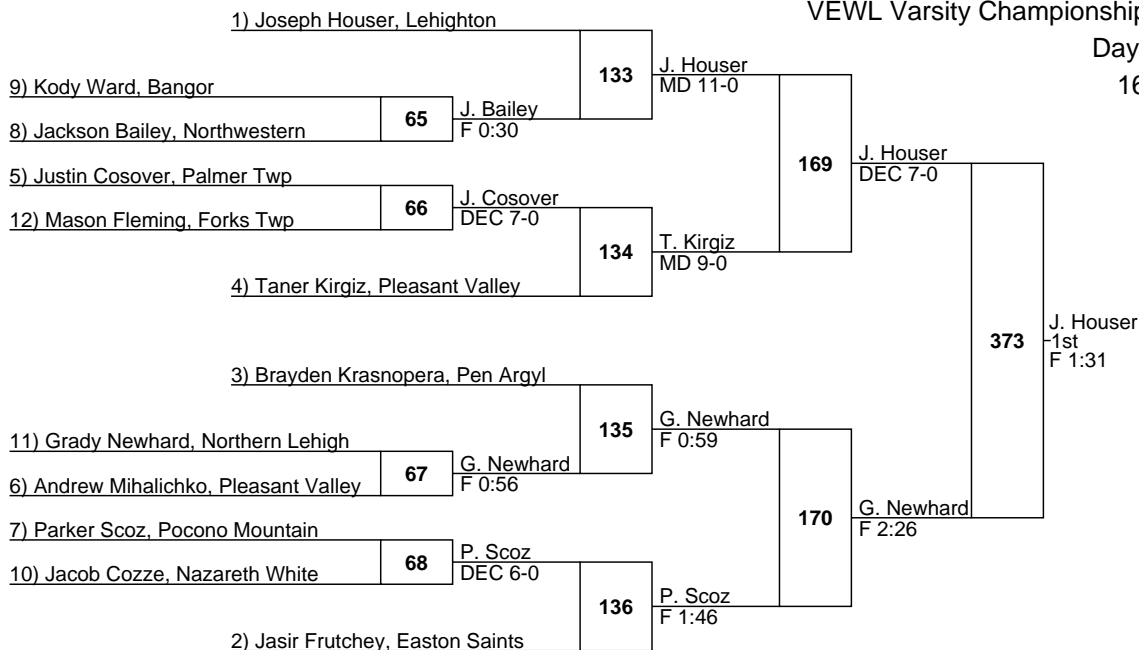 VEWL Varsity Championship
Day
16
1) Joseph Houser, Lehighton
133
J. Houser
MD 11-0
9) Kody Ward, Bangor
65
J. Bailey
F 0:30
8) Jackson Bailey, Northwestern
169
J. Houser
DEC 7-0
5) Justin Cosover, Palmer Twp
66
J. Cosover
DEC 7-0
12) Mason Fleming, Forks Twp
134
T. Kirgiz
MD 9-0
4) Taner Kirgiz, Pleasant Valley
373
J. Houser
1st
F 1:31
3) Brayden Krasnopera, Pen Argyl
135
G. Newhard
F 0:59
11) Grady Newhard, Northern Lehigh
67
G. Newhard
F 0:56
6) Andrew Mihalichko, Pleasant Valley
170
G. Newhard
F 2:26
7) Parker Scoz, Pocono Mountain
68
P. Scoz
DEC 6-0
10) Jacob Cozze, Nazareth White
136
P. Scoz
F 1:46
2) Jasir Frutchey, Easton Saints